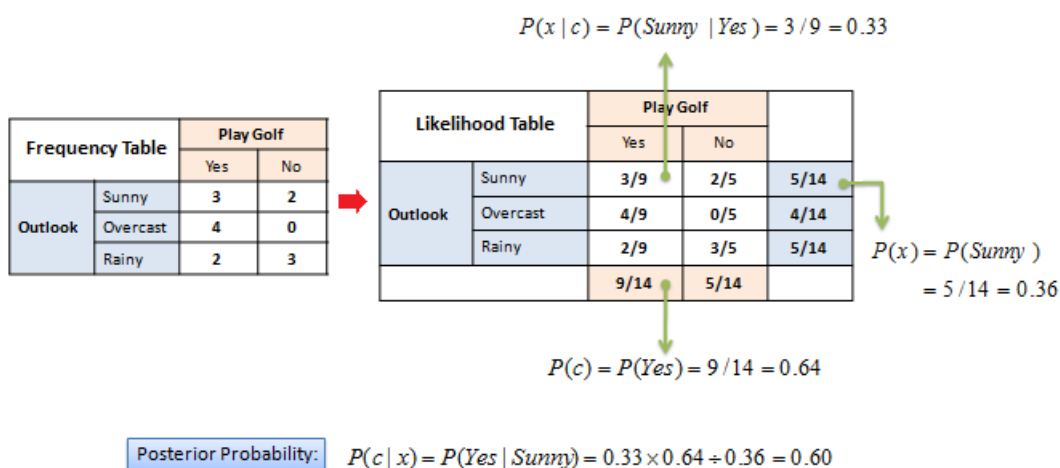 P(x | c) = P(Sunny | Yes) = 3 / 9 = 0.33
Frequency Table Play Golf
Yes No
Outlook Sunny 3 2
Overcast 4 0
Rainy 2 3
Likelihood Table Play Golf
Yes No
Outlook Sunny 3/9 2/5 5/14
Overcast 4/9 0/5 4/14
Rainy 2/9 3/5 5/14
9/14 5/14
P(x) = P(Sunny )
= 5 / 14 = 0.36
P(c) = P(Yes) = 9 / 14 = 0.64
Posterior Probability: P(c | x) = P(Yes | Sunny) = 0.33 × 0.64 ÷ 0.36 = 0.60